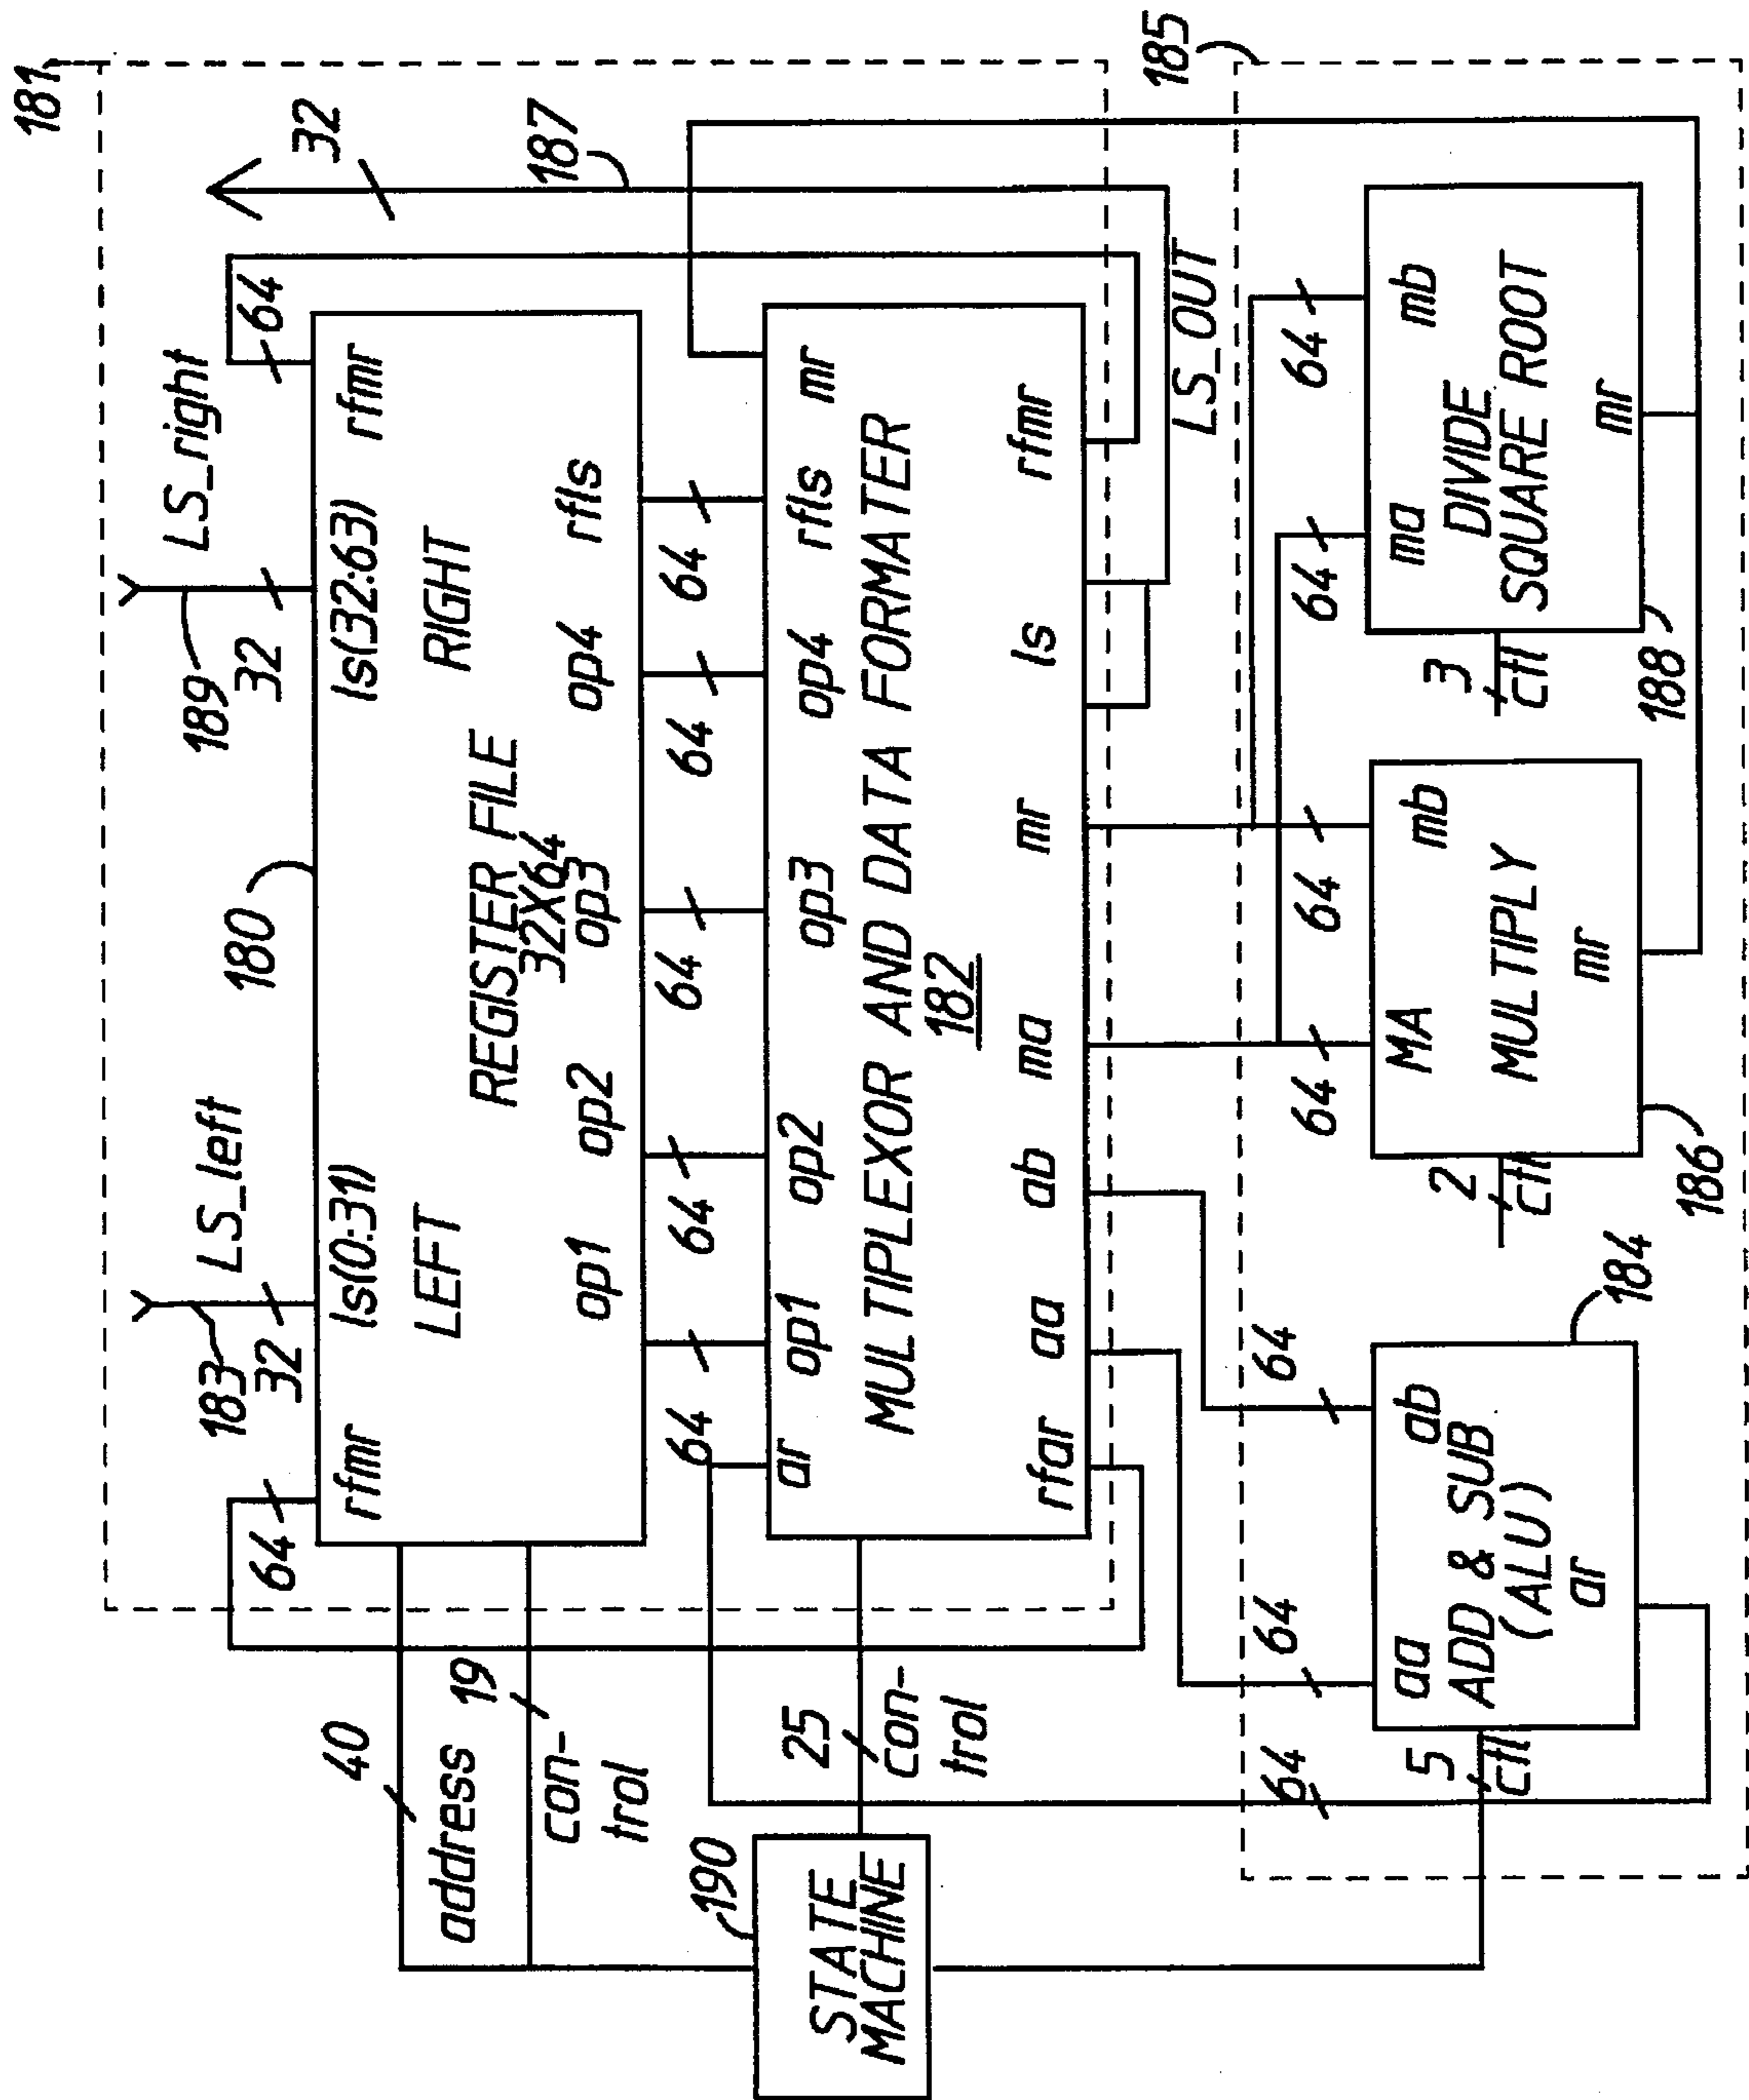 181
LS_left
LS_right
183
32
189
32
32
187
64
64
180
rfmr
ls(0:31)
ls(32:63)
rfmr
LEFT
RIGHT
REGISTER FILE
32X64
op1
op2
op3
op4
rfls
40
address
19
con-
trol
64
64
64
64
64
ar
op1
op2
op3
op4
rfls
mr
MULTIPLEXOR AND DATA FORMATER
182
rfar
aa
ab
ma
mr
ls
rfmr
25
con-
trol
190
STATE
MACHINE
LS_OUT
185
64
64
64
64
64
64
64
aa
ab
ADD & SUB
(ALU)
ar
5
ctl
184
MA
mb
MULTIPLY
mr
2
ctl
186
ma
mb
DIVIDE
SQUARE ROOT
mr
3
ctl
188